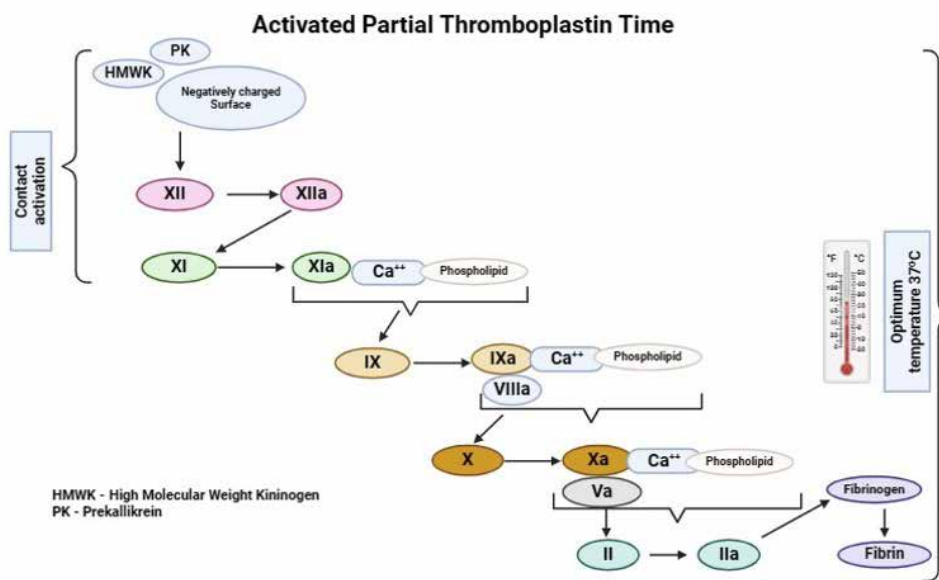 Activated Partial Thromboplastin Time
PK
HMWK
Negatively charged
Surface
Contact
activation
XII
XIIa
XI
XIa
Ca⁺⁺
Phospholipid
°F
°C
Optimum
temperature 37ºC
IX
IXa
Ca⁺⁺
Phospholipid
VIIIa
X
Xa
Ca⁺⁺
Phospholipid
Va
HMWK - High Molecular Weight Kininogen
PK - Prekallikrein
Fibrinogen
II
IIa
Fibrin